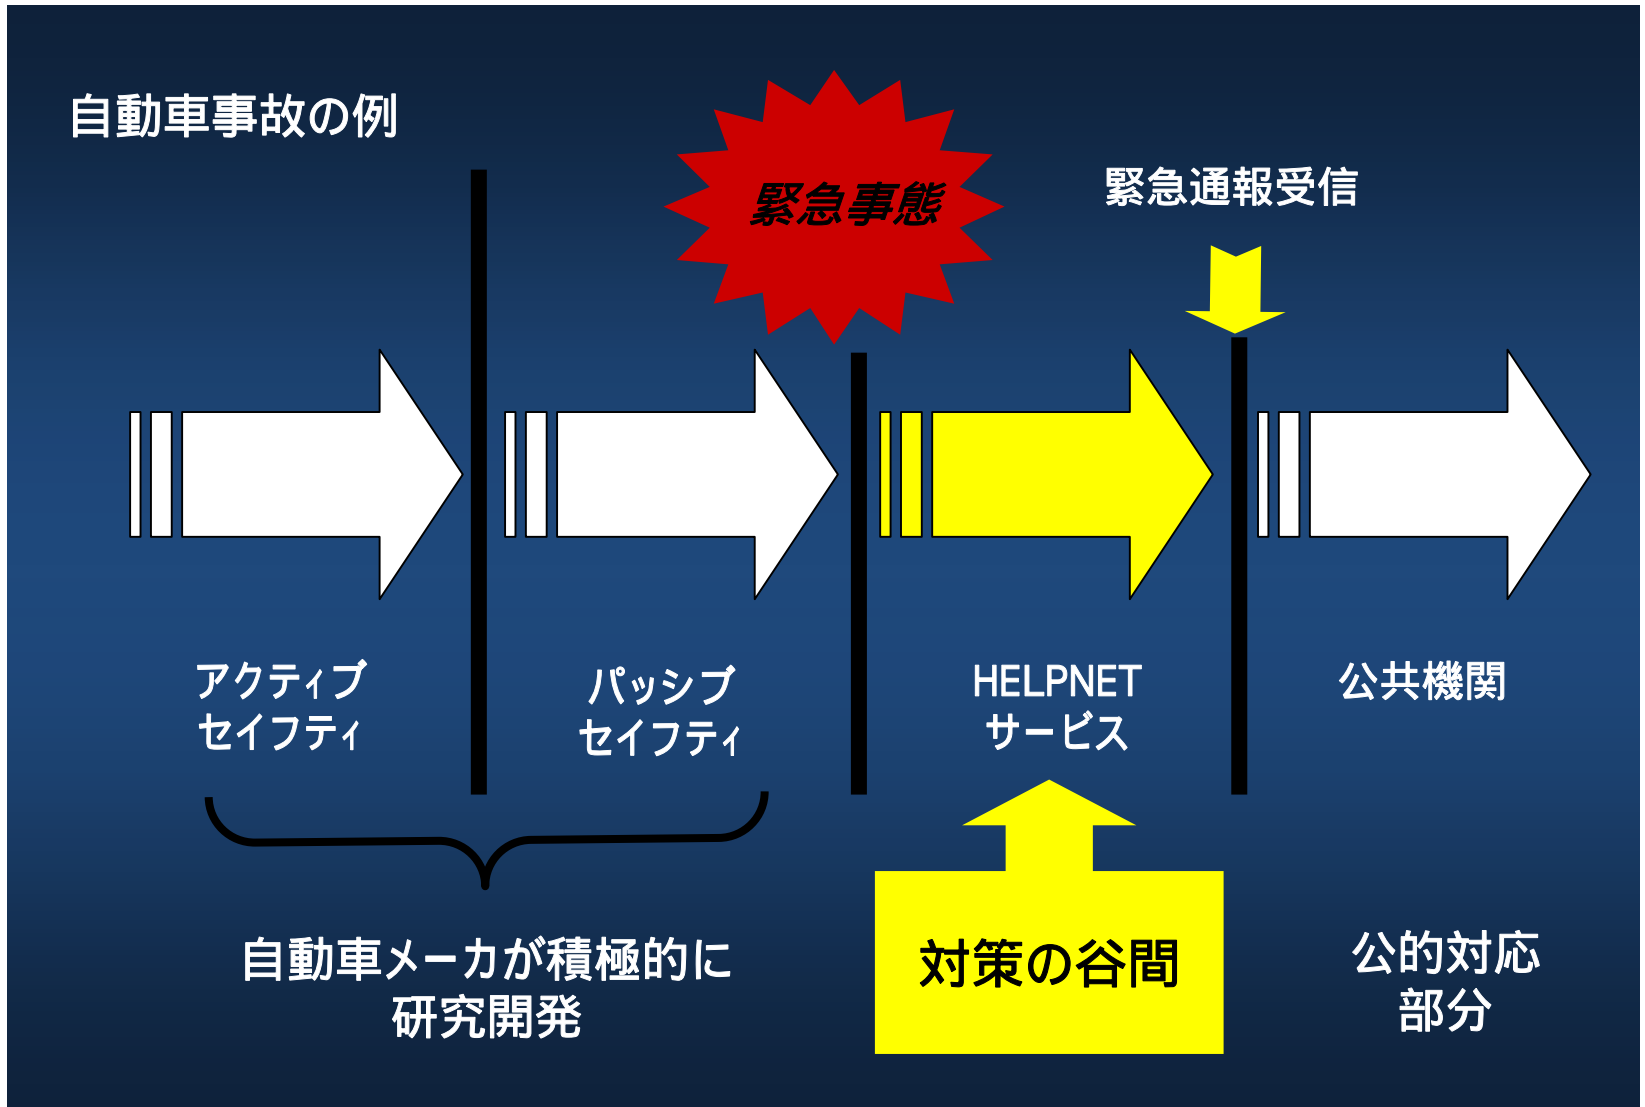 自動車事故の例
緊急事態
緊急通報受信
アクティブ
セイフティ
パッシブ
セイフティ
HELPNET
サービス
公共機関
自動車メーカが積極的に
研究開発
対策の谷間
公的対応
部分